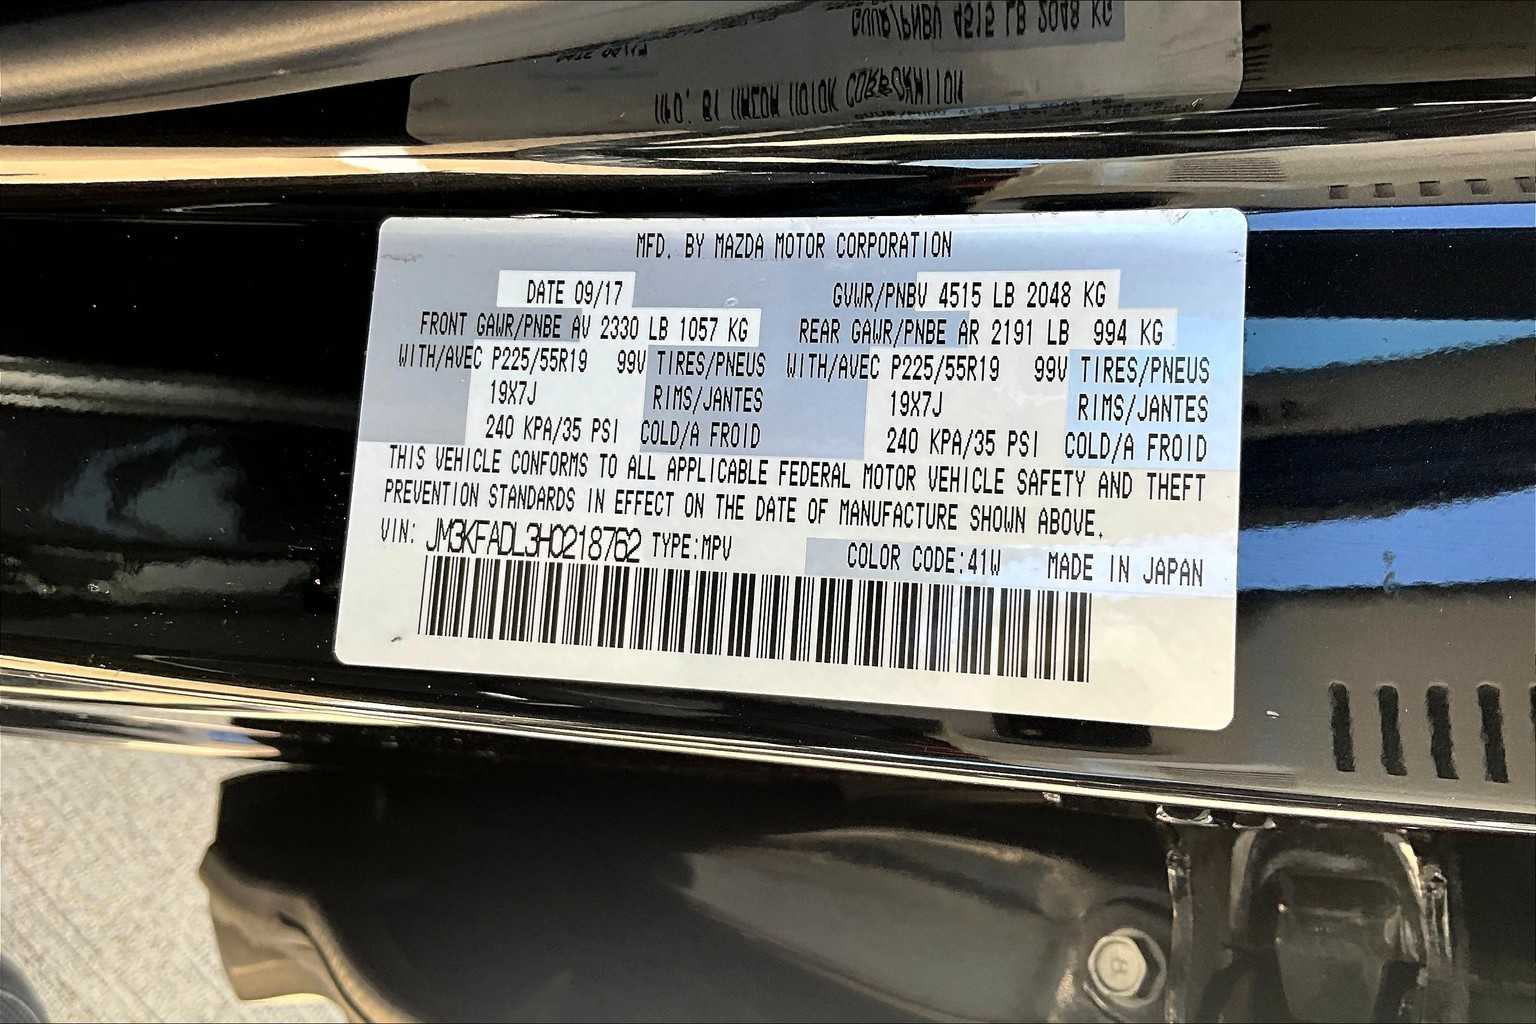 MFD. BY MAZDA MOTOR CORPORATION
DATE 09/17 GVWR/PNBV 4515 LB 2048 KG
FRONT GAWR/PNBE AV 2330 LB 1057 KG REAR GAWR/PNBE AR 2191 LB 994 KG
WITH/AVEC P225/55R19 99V TIRES/PNEUS WITH/AVEC P225/55R19 99V TIRES/PNEUS
19X7J RIMS/JANTES 19X7J RIMS/JANTES
240 KPA/35 PSI COLD/A FROID 240 KPA/35 PSI COLD/A FROID
THIS VEHICLE CONFORMS TO ALL APPLICABLE FEDERAL MOTOR VEHICLE SAFETY AND THEFT
PREVENTION STANDARDS IN EFFECT ON THE DATE OF MANUFACTURE SHOWN ABOVE.
VIN: JM3KFADL3H0218762 TYPE:MPV COLOR CODE:41W MADE IN JAPAN